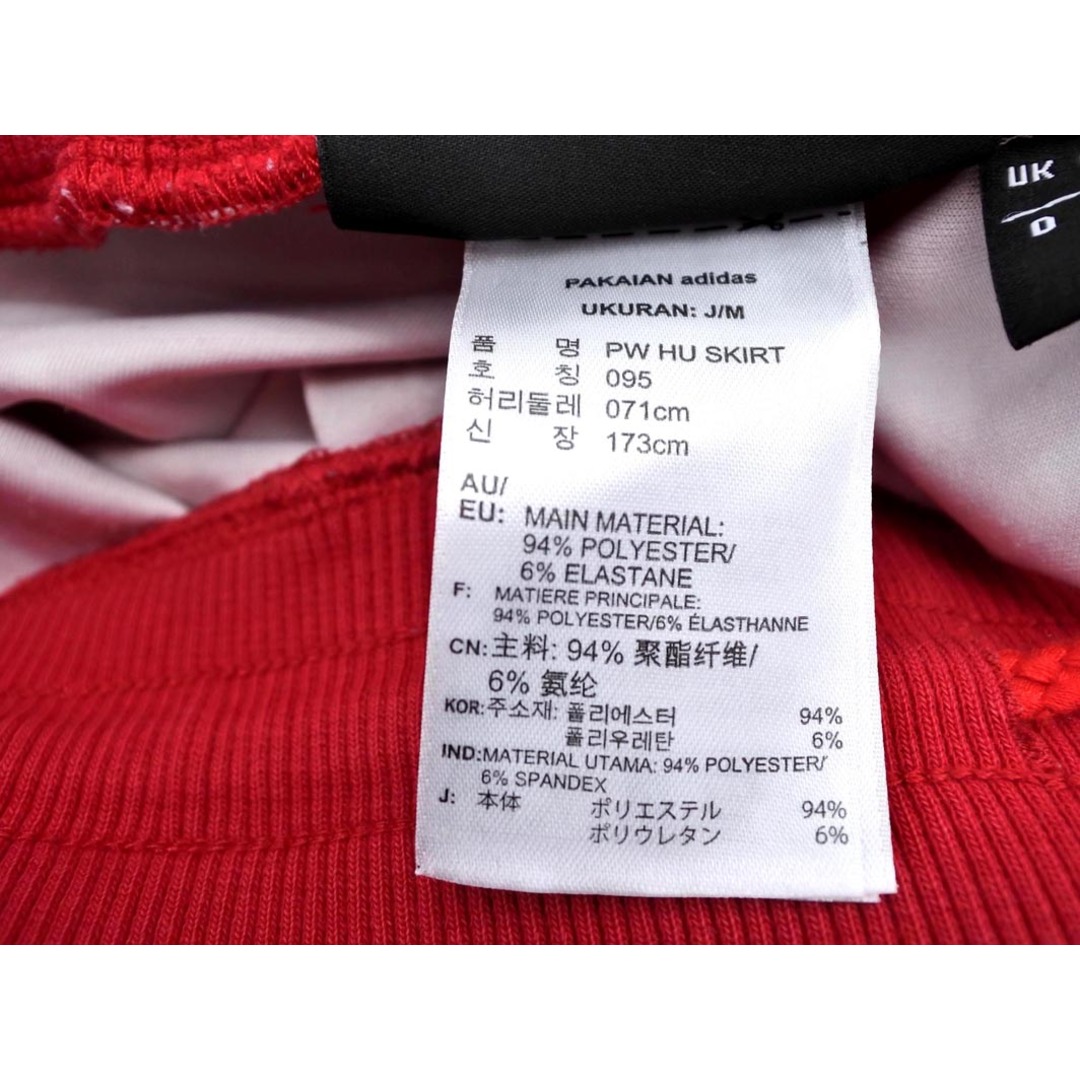 UK
D
PAKAIAN adidas
UKURAN: J/M
품 명 PW HU SKIRT
호 칭 095
허리둘레 071cm
신 장 173cm
AU/
EU: MAIN MATERIAL:
94% POLYESTER/
6% ELASTANE
F: MATIERE PRINCIPALE:
94% POLYESTER/6% ÉLASTHANNE
CN: 主料: 94% 聚酯纤维/
6% 氨纶
KOR: 주소재: 폴리에스터 94%
폴리우레탄 6%
IND: MATERIAL UTAMA: 94% POLYESTER/
6% SPANDEX
J: 本体 ポリエステル 94%
ポリウレタン 6%